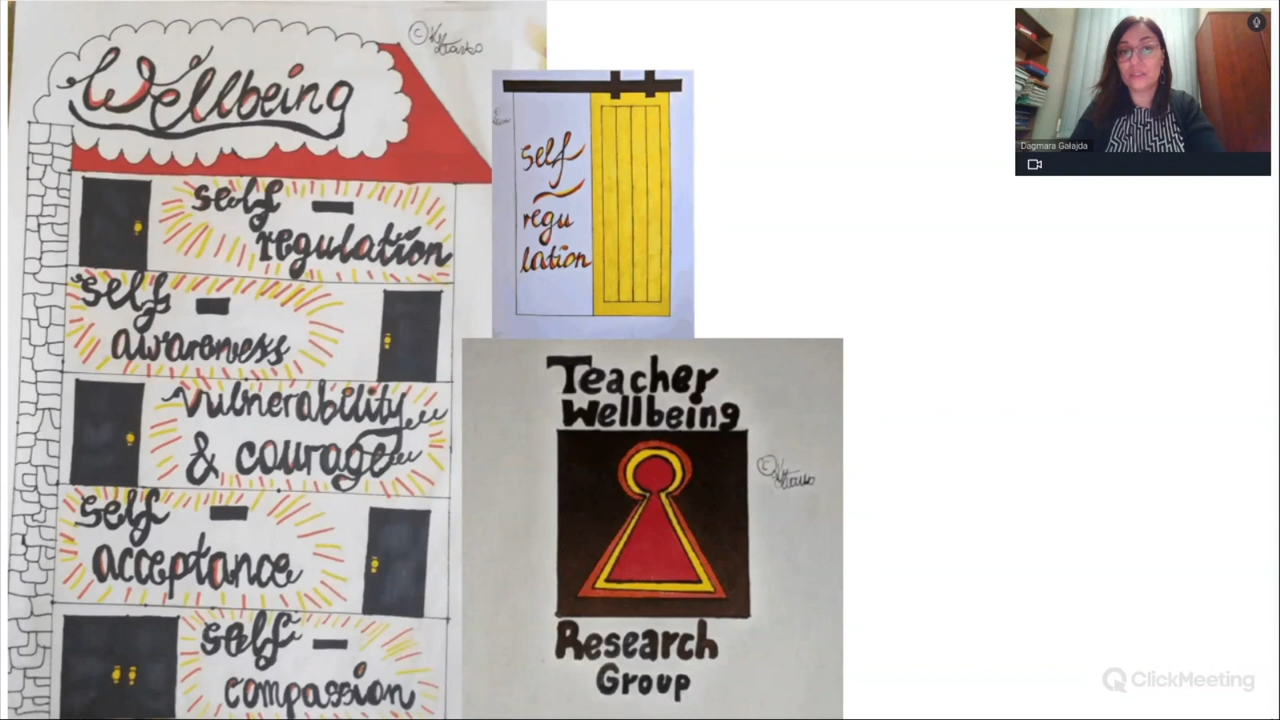 Wellbeing
self -
regulation
self -
awareness
vulnerability
& courage
self -
acceptance
self -
compassion
self -
regu
lation
Teacher
Wellbeing
Research
Group
Dagmara Gałajda
ClickMeeting